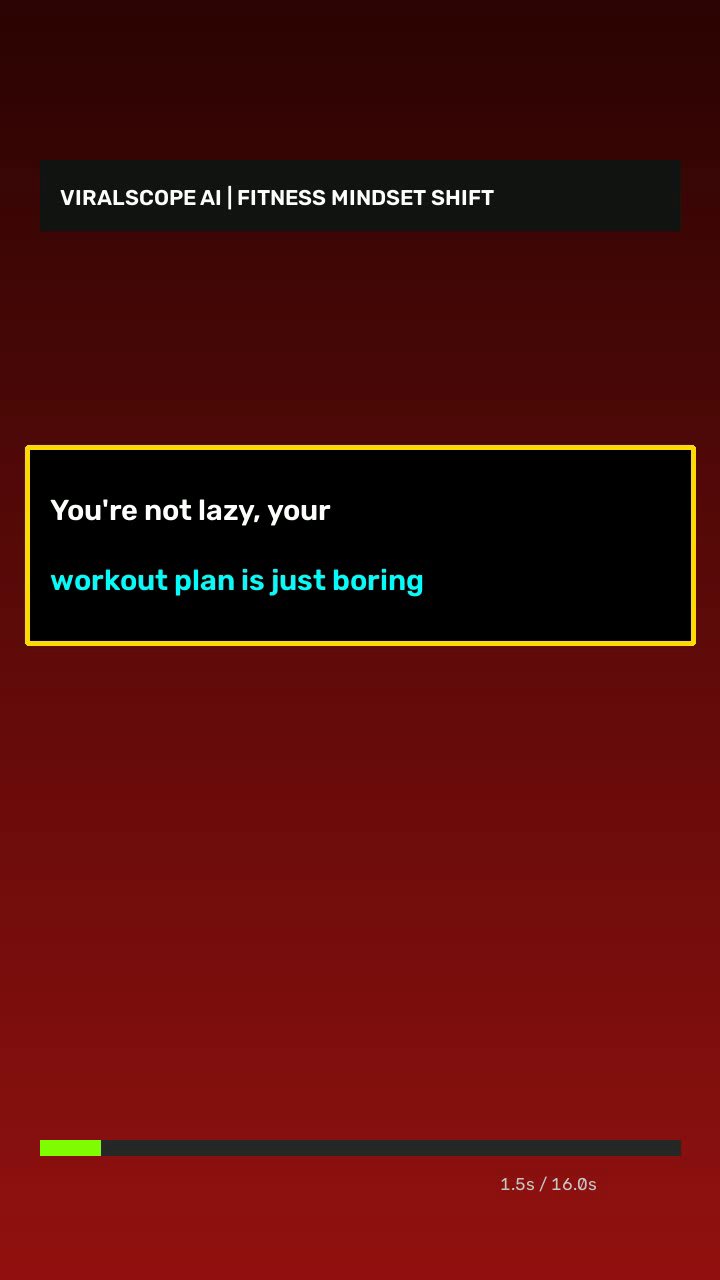 VIRALSCOPE AI | FITNESS MINDSET SHIFT
You're not lazy, your
workout plan is just boring
1.5s / 16.0s